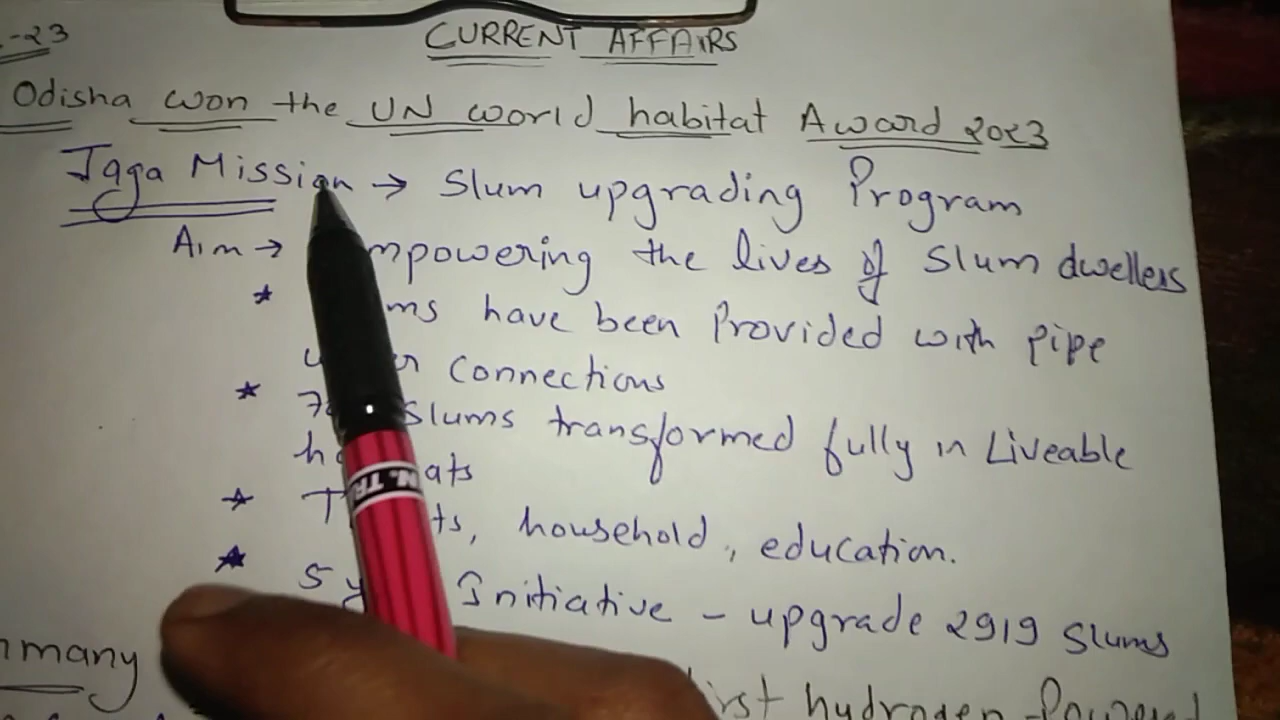 -23
CURRENT AFFAIRS
Odisha won the UN world habitat Award 2023
Jaga Mission → Slum upgrading Program
Aim → mpowering the lives of Slum dwellers
* ms have been Provided with pipe
connections
* slums transformed fully in Liveable
ats
* T ts, household, education.
* 5 y Initiative - upgrade 2919 Slums
many
irst hydrogen-Powered